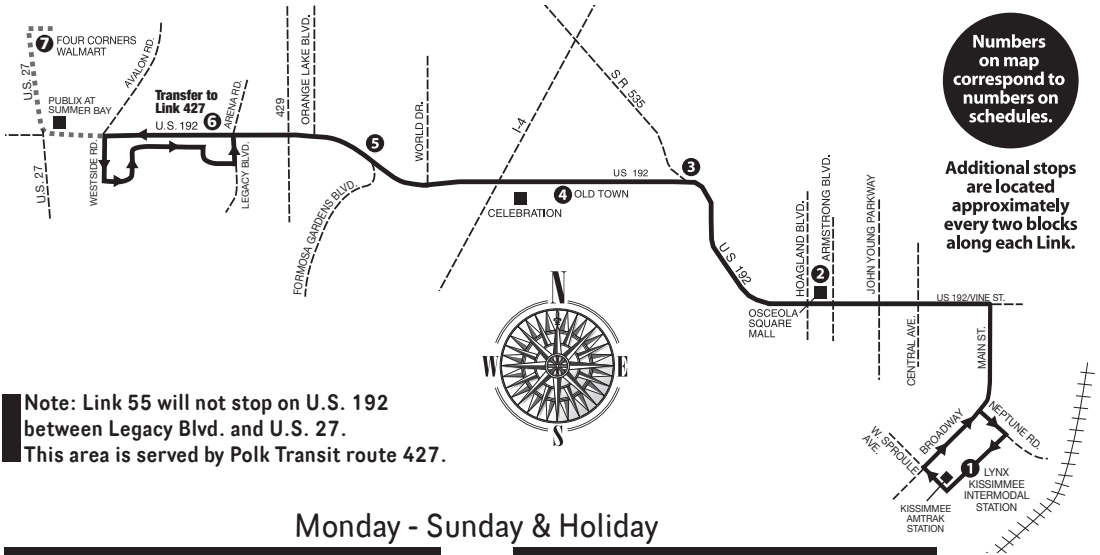 7
FOUR CORNERS
WALMART
U.S. 27
PUBLIX AT
SUMMER BAY
U.S. 27
AVALON RD.
WESTSIDE RD.
Transfer to
Link 427
6
U.S. 192
ARENA RD.
LEGACY BLVD.
429
ORANGE LAKE BLVD.
5
FORMOSA GARDENS BLVD.
WORLD DR.
I-4
CELEBRATION
4
OLD TOWN
US 192
S R 535
3
U S 192
HOAGLAND BLVD.
ARMSTRONG BLVD.
2
OSCEOLA
SQUARE
MALL
JOHN YOUNG PARKWAY
CENTRAL AVE.
US 192/VINE ST.
MAIN ST.
BROADWAY
NEPTUNE RD.
W. SPROULE
AVE.
1
LYNX
KISSIMMEE
INTERMODAL
STATION
KISSIMMEE
AMTRAK
STATION
Numbers
on map
correspond to
numbers on
schedules.
Additional stops
are located
approximately
every two blocks
along each Link.
N
W
E
S
Note: Link 55 will not stop on U.S. 192
between Legacy Blvd. and U.S. 27.
This area is served by Polk Transit route 427.
Monday - Sunday & Holiday